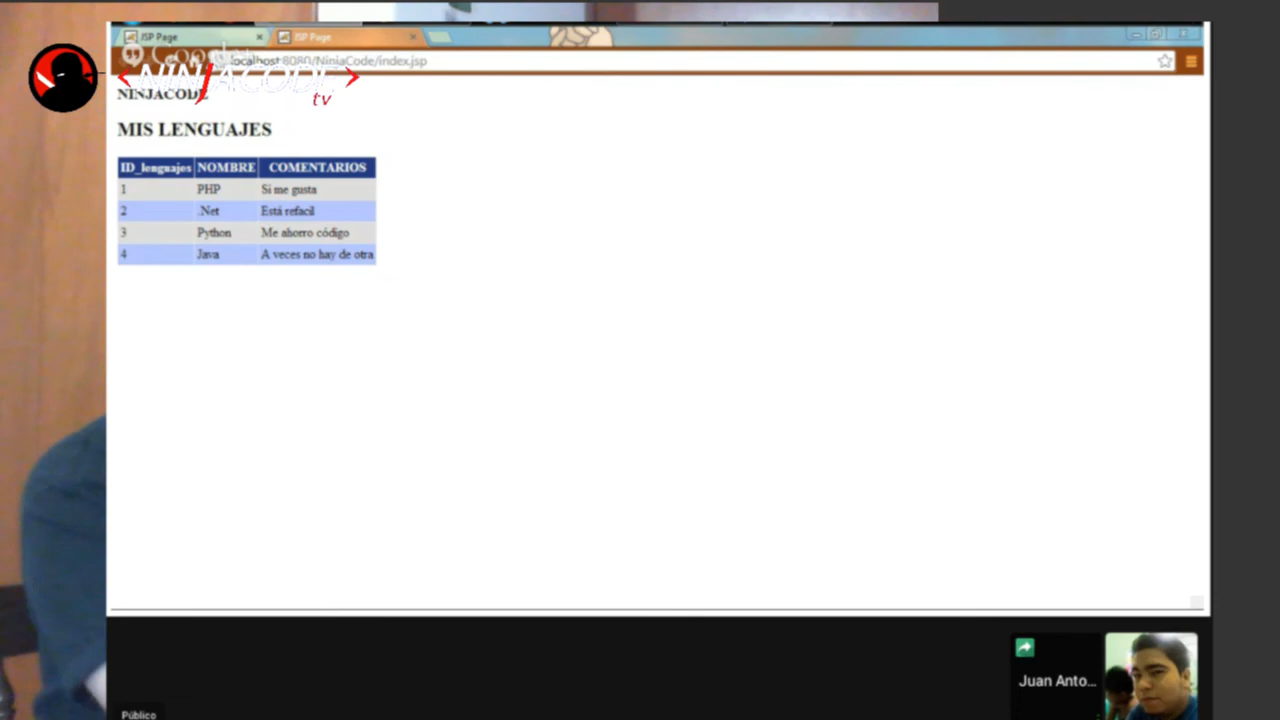 JSP Page
JSP Page
Google+
localhost:8080/NinjaCode/index.jsp
NINJACODE
tv
NINJACODE
MIS LENGUAJES
ID_lenguajes NOMBRE COMENTARIOS
1 PHP Si me gusta
2 .Net Está refacil
3 Python Me ahorro código
4 Java A veces no hay de otra
Juan Anto...
Público